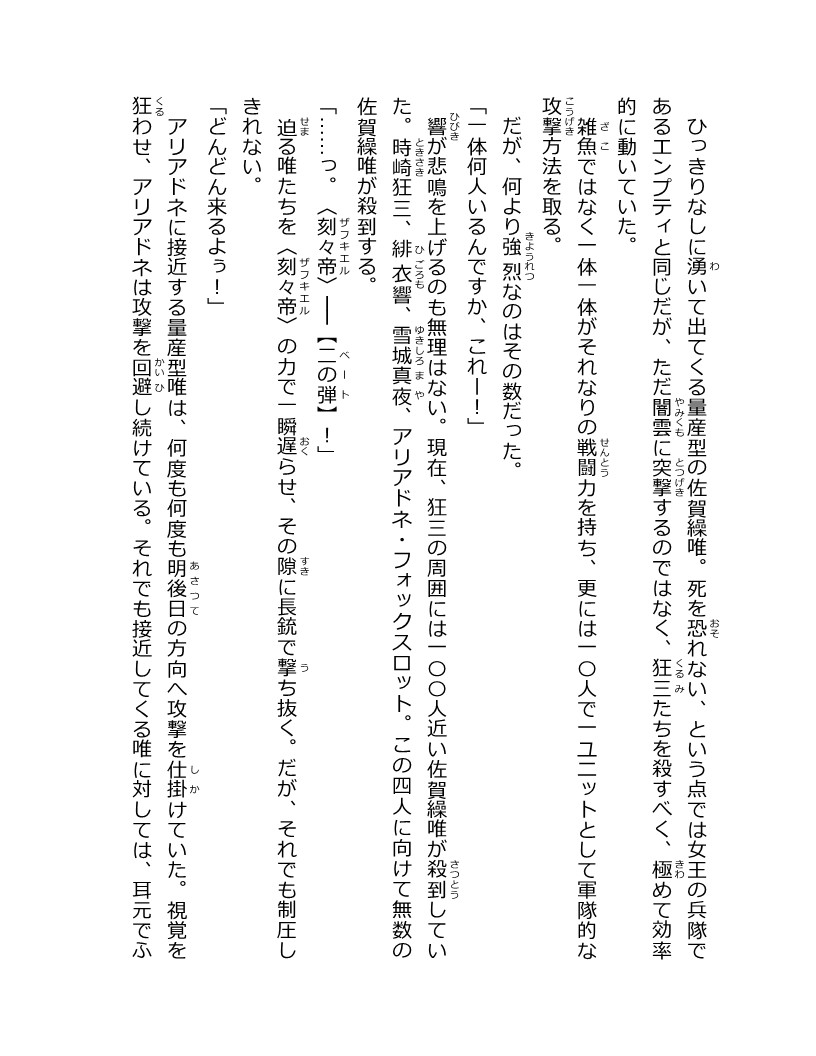 ひっきりなしに湧いて出てくる量産型の佐賀繰唯。死を恐れない、という点では女王の兵隊で
あるエンプティと同じだが、ただ闇雲に突撃するのではなく、狂三たちを殺すべく、極めて効率
的に動いていた。
　雑魚ではなく一体一体がそれなりの戦闘力を持ち、更には一〇人で一ユニットとして軍隊的な
攻撃方法を取る。
　だが、何より強烈なのはその数だった。
「一体何人いるんですか、これ—！」
　響が悲鳴を上げるのも無理はない。現在、狂三の周囲には一〇〇人近い佐賀繰唯が殺到してい
た。時崎狂三、緋衣響、雪城真夜、アリアドネ・フォックスロット。この四人に向けて無数の
佐賀繰唯が殺到する。
「……っ。〈刻々帝〉——【二の弾】！」
　迫る唯たちを〈刻々帝〉の力で一瞬遅らせ、その隙に長銃で撃ち抜く。だが、それでも制圧し
きれない。
「どんどん来るよぅ！」
　アリアドネに接近する量産型唯は、何度も何度も明後日の方向へ攻撃を仕掛けていた。視覚を
狂わせ、アリアドネは攻撃を回避し続けている。それでも接近してくる唯に対しては、耳元でふ